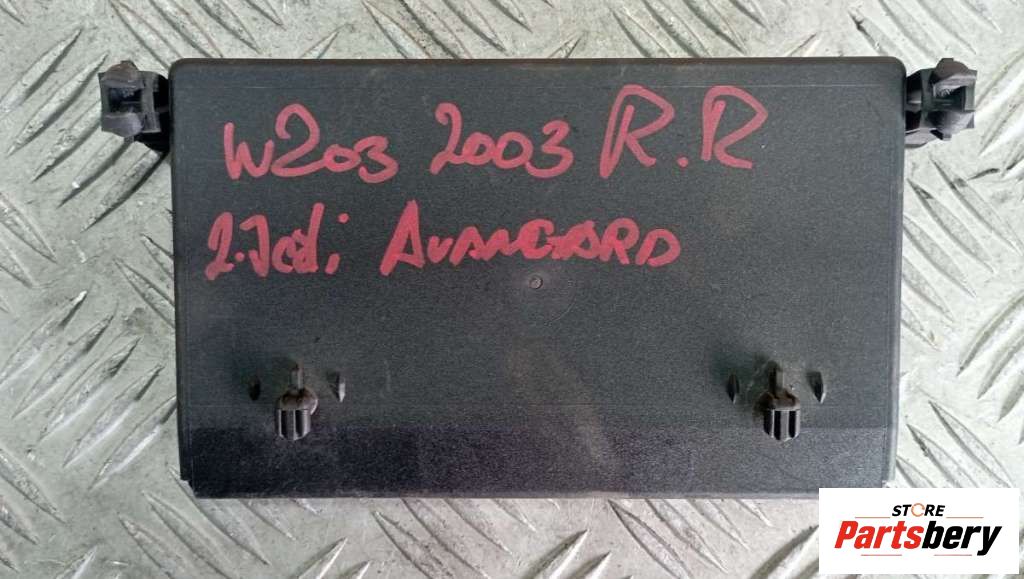 W203 2003 R.R
2.7cdi AVANGARD
STORE
Partsbery